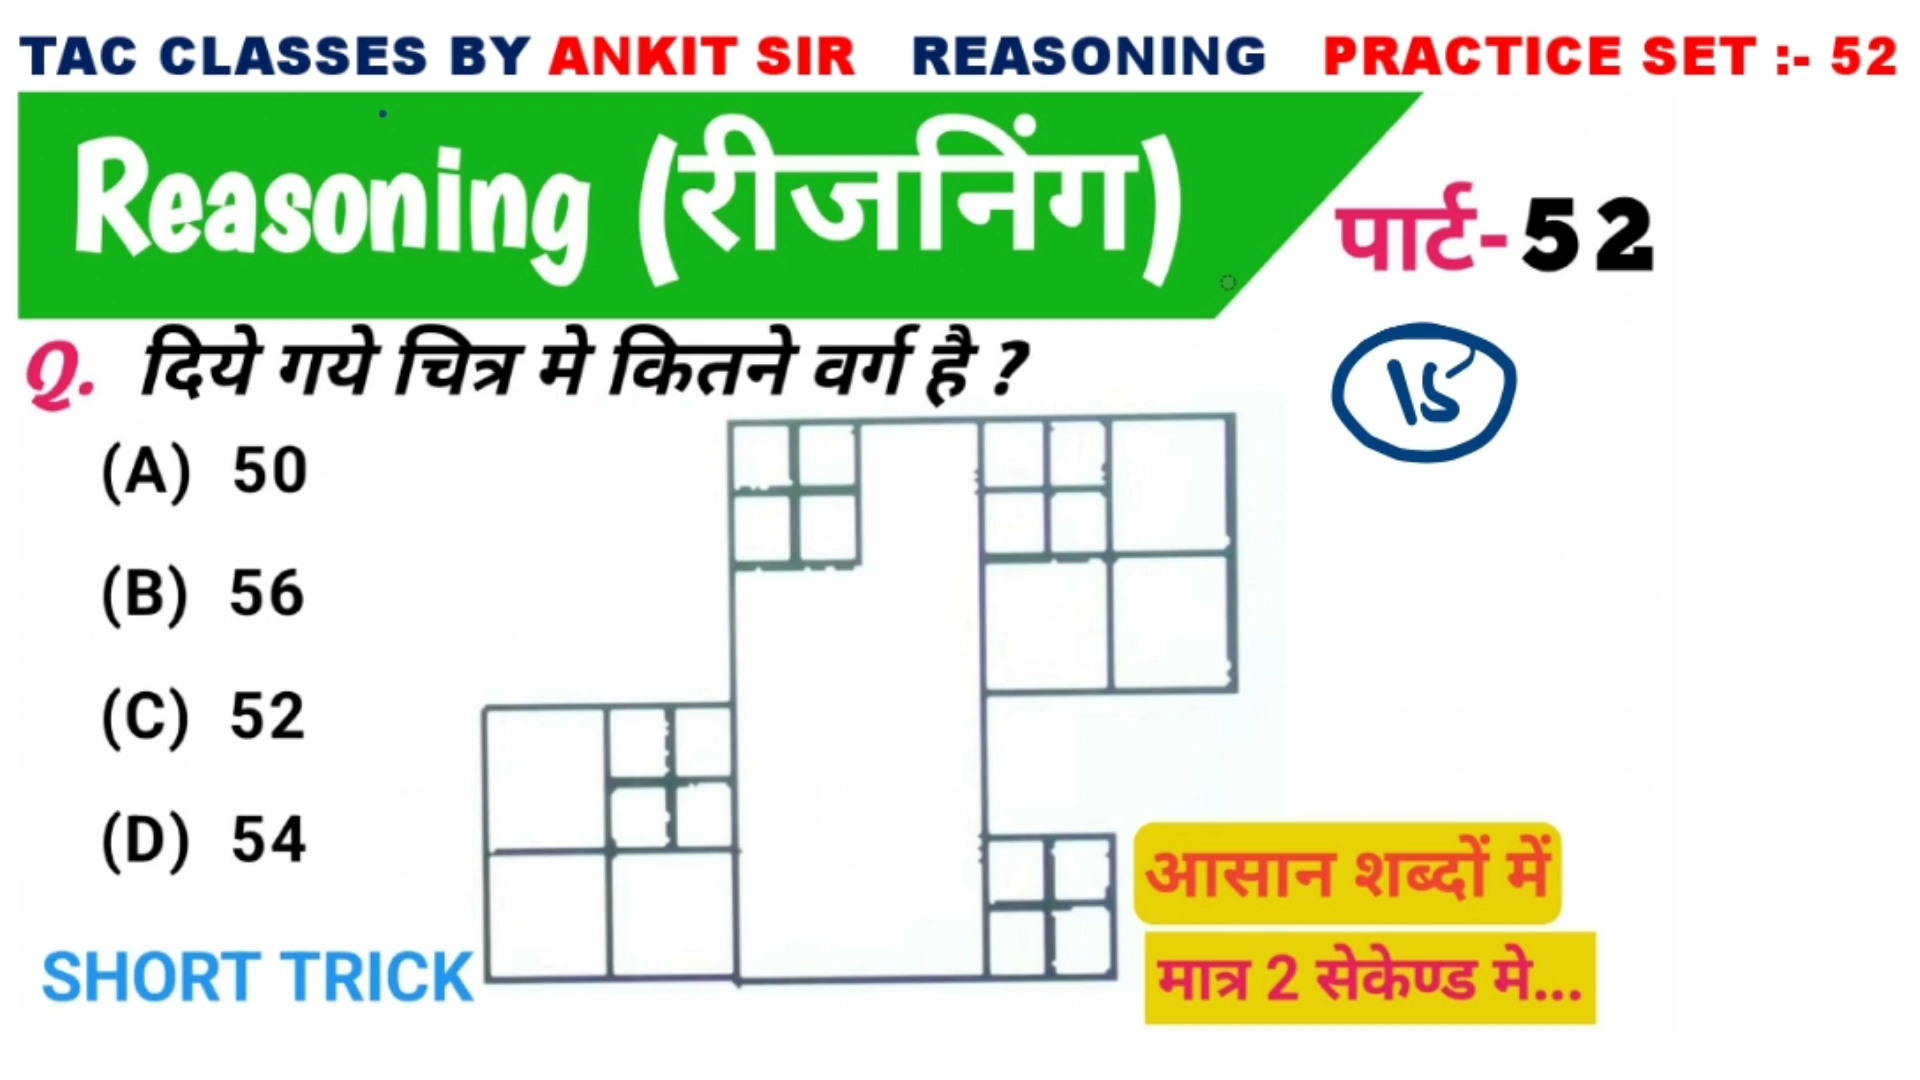 TAC CLASSES BY ANKIT SIR REASONING PRACTICE SET :- 52
Reasoning (रीजनिंग)
पार्ट-52
Q. दिये गये चित्र मे कितने वर्ग है ?
15
(A) 50
(B) 56
(C) 52
(D) 54
SHORT TRICK
आसान शब्दों में
मात्र 2 सेकेण्ड मे...